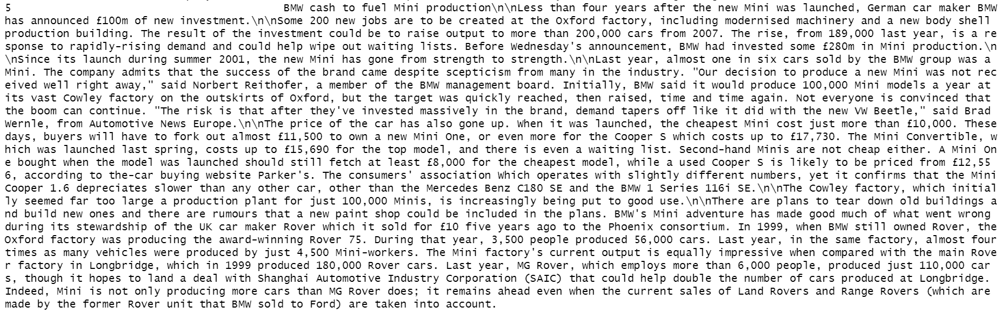 5 BMW cash to fuel Mini production\n\nLess than four years after the new Mini was launched, German car maker BMW
has announced £100m of new investment.\n\nSome 200 new jobs are to be created at the Oxford factory, including modernised machinery and a new body shell
production building. The result of the investment could be to raise output to more than 200,000 cars from 2007. The rise, from 189,000 last year, is a re
sponse to rapidly-rising demand and could help wipe out waiting lists. Before Wednesday's announcement, BMW had invested some £280m in Mini production.\n
\nSince its launch during summer 2001, the new Mini has gone from strength to strength.\n\nLast year, almost one in six cars sold by the BMW group was a
Mini. The company admits that the success of the brand came despite scepticism from many in the industry. "Our decision to produce a new Mini was not rec
eived well right away," said Norbert Reithofer, a member of the BMW management board. Initially, BMW said it would produce 100,000 Mini models a year at
its vast Cowley factory on the outskirts of Oxford, but the target was quickly reached, then raised, time and time again. Not everyone is convinced that
the boom can continue. "The risk is that after they've invested massively in the brand, demand tapers off like it did with the new VW Beetle," said Brad
Wernle, from Automotive News Europe.\n\nThe price of the car has also gone up. When it was launched, the cheapest Mini cost just more than £10,000. These
days, buyers will have to fork out almost £11,500 to own a new Mini One, or even more for the Cooper S which costs up to £17,730. The Mini Convertible, w
hich was launched last spring, costs up to £15,690 for the top model, and there is even a waiting list. Second-hand Minis are not cheap either. A Mini On
e bought when the model was launched should still fetch at least £8,000 for the cheapest model, while a used Cooper S is likely to be priced from £12,55
6, according to the-car buying website Parker's. The consumers' association Which operates with slightly different numbers, yet it confirms that the Mini
Cooper 1.6 depreciates slower than any other car, other than the Mercedes Benz C180 SE and the BMW 1 Series 116i SE.\n\nThe Cowley factory, which initial
ly seemed far too large a production plant for just 100,000 Minis, is increasingly being put to good use.\n\nThere are plans to tear down old buildings a
nd build new ones and there are rumours that a new paint shop could be included in the plans. BMW's Mini adventure has made good much of what went wrong
during its stewardship of the UK car maker Rover which it sold for £10 five years ago to the Phoenix consortium. In 1999, when BMW still owned Rover, the
Oxford factory was producing the award-winning Rover 75. During that year, 3,500 people produced 56,000 cars. Last year, in the same factory, almost four
times as many vehicles were produced by just 4,500 Mini-workers. The Mini factory's current output is equally impressive when compared with the main Rove
r factory in Longbridge, which in 1999 produced 180,000 Rover cars. Last year, MG Rover, which employs more than 6,000 people, produced just 110,000 car
s, though it hopes to land a deal with Shanghai Automotive Industry Corporation (SAIC) that could help double the number of cars produced at Longbridge.
Indeed, Mini is not only producing more cars than MG Rover does; it remains ahead even when the current sales of Land Rovers and Range Rovers (which are
made by the former Rover unit that BMW sold to Ford) are taken into account.